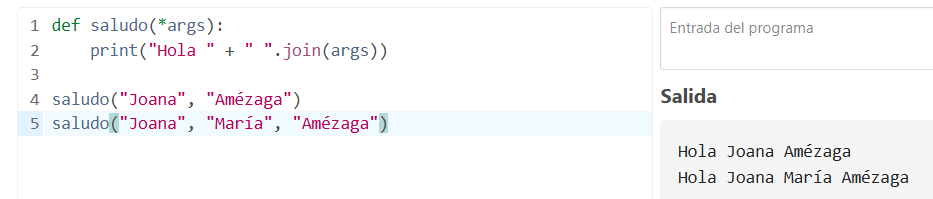 1 def saludo(*args):
2 print("Hola " + " ".join(args))
3
4 saludo("Joana", "Amézaga")
5 saludo("Joana", "María", "Amézaga")
Entrada del programa
Salida
Hola Joana Amézaga
Hola Joana María Amézaga